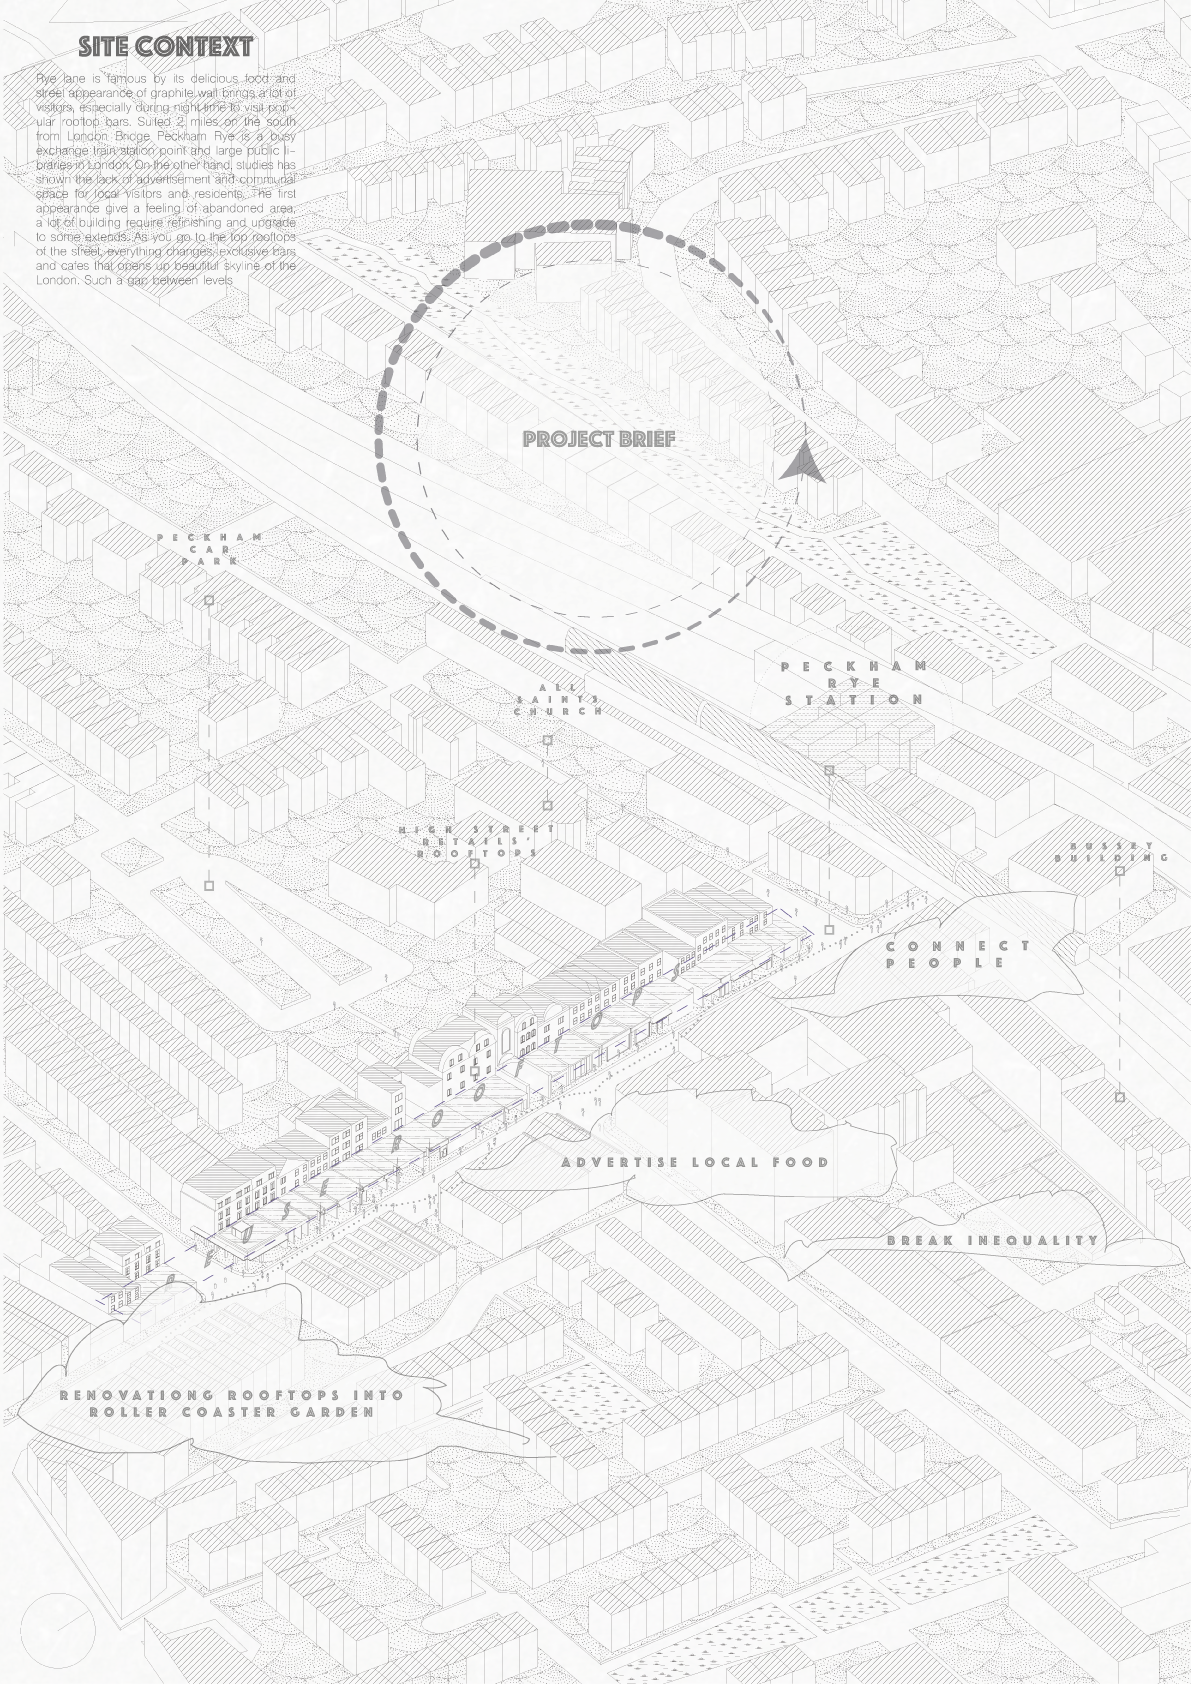 SITE CONTEXT
Rye lane is famous by its delicious food and
street appearance of graphite wall brings a lot of
visitors, especially during night time to visit pop-
ular rooftop bars. Suited 2 miles on the south
from London Bridge Peckham Rye is a busy
exchange train station point and large public li-
braries in London. On the other hand, studies has
shown the lack of advertisement and communal
space for local visitors and residents. The first
appearance give a feeling of abandoned area,
a lot of building require refinishing and upgrade
to some extends. As you go to the top rooftops
of the street, everything changes, exclusive bars
and cafes that opens up beautiful skyline of the
London. Such a gap between levels
PROJECT BRIEF
PECKHAM
CAR
PARK
PECKHAM
RYE
STATION
ALL
SAINTS
CHURCH
HIGH STREET
RETAILS'
ROOFTOPS
BUSSEY
BUILDING
CONNECT
PEOPLE
ADVERTISE LOCAL FOOD
BREAK INEQUALITY
RENOVATIONG ROOFTOPS INTO
ROLLER COASTER GARDEN